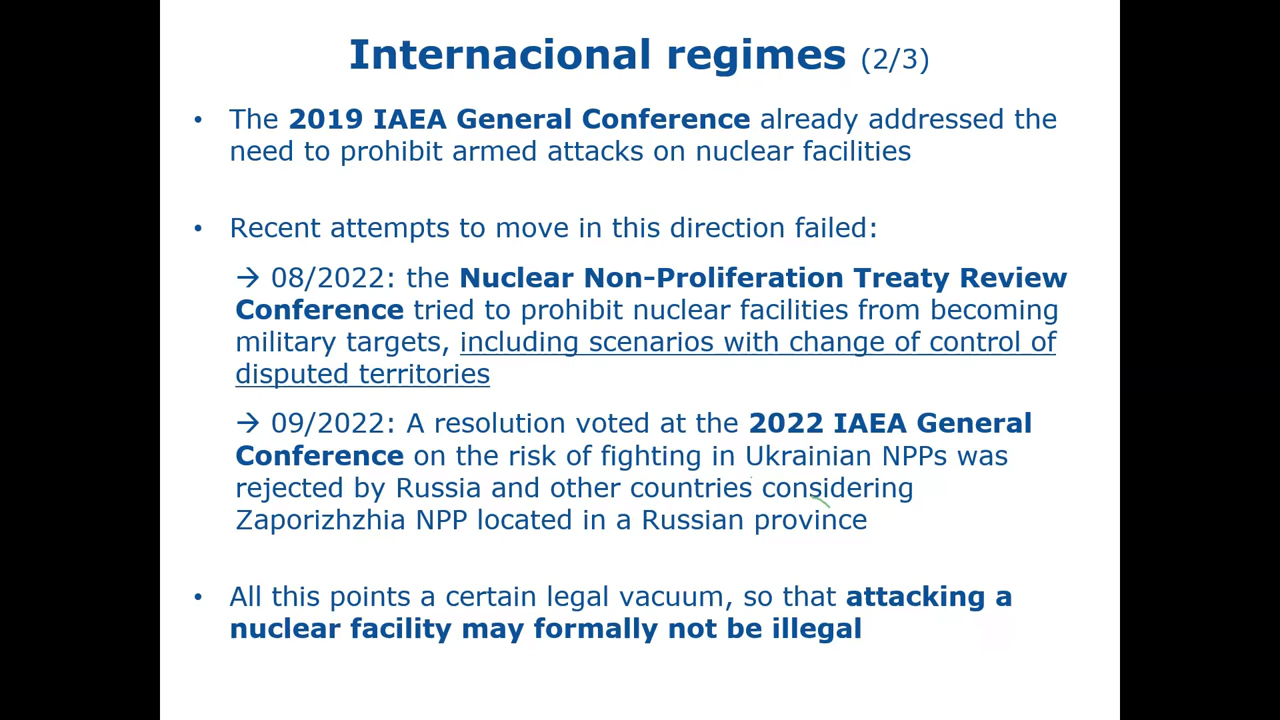 Internacional regimes (2/3)
• The 2019 IAEA General Conference already addressed the
need to prohibit armed attacks on nuclear facilities
• Recent attempts to move in this direction failed:
→ 08/2022: the Nuclear Non-Proliferation Treaty Review
Conference tried to prohibit nuclear facilities from becoming
military targets, including scenarios with change of control of
disputed territories
→ 09/2022: A resolution voted at the 2022 IAEA General
Conference on the risk of fighting in Ukrainian NPPs was
rejected by Russia and other countries considering
Zaporizhzhia NPP located in a Russian province
• All this points a certain legal vacuum, so that attacking a
nuclear facility may formally not be illegal